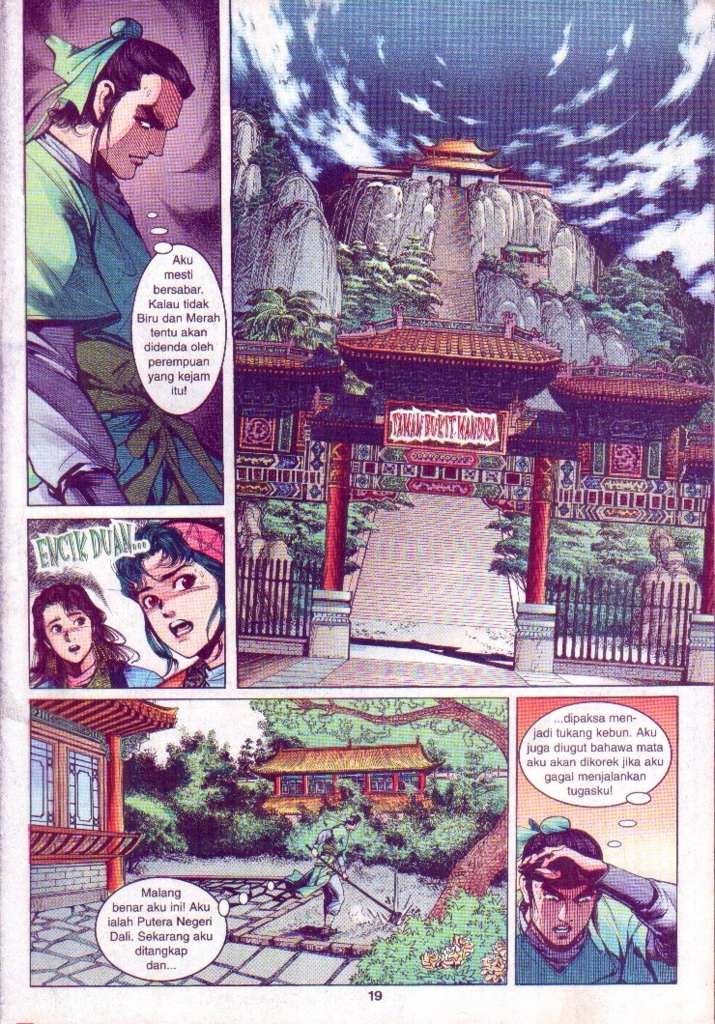 Aku
mesti
bersabar.
Kalau tidak
Biru dan Merah
tentu akan
didenda oleh
perempuan
yang kejam
itu!
TAMAN BUKIT MANDRA
ENCIK DUAN...
Malang
benar aku ini! Aku
ialah Putera Negeri
Dali. Sekarang aku
ditangkap
dan...
...dipaksa men-
jadi tukang kebun. Aku
juga diugut bahawa mata
aku akan dikorek jika aku
gagal menjalankan
tugasku!
19